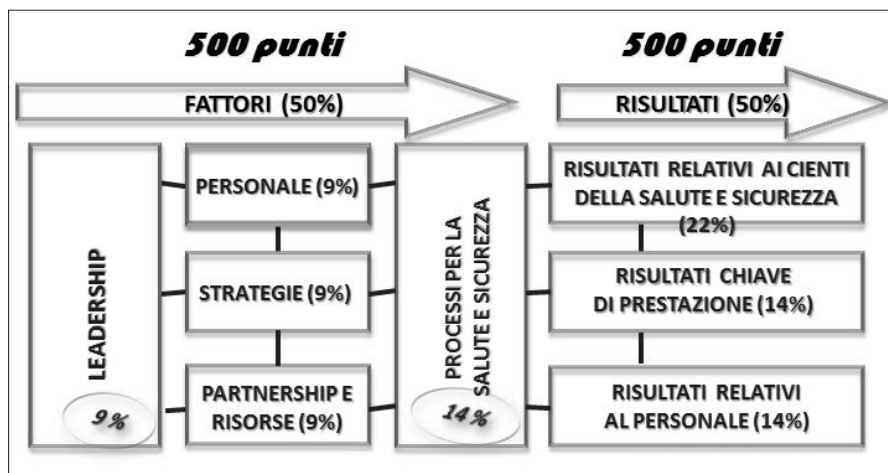 500 punti
500 punti
FATTORI (50%)
RISULTATI (50%)
LEADERSHIP
9%
PERSONALE (9%)
STRATEGIE (9%)
PARTNERSHIP E
RISORSE (9%)
PROCESSI PER LA
SALUTE E SICUREZZA
14%
RISULTATI RELATIVI AI CIENTI
DELLA SALUTE E SICUREZZA
(22%)
RISULTATI CHIAVE
DI PRESTAZIONE (14%)
RISULTATI RELATIVI
AL PERSONALE (14%)